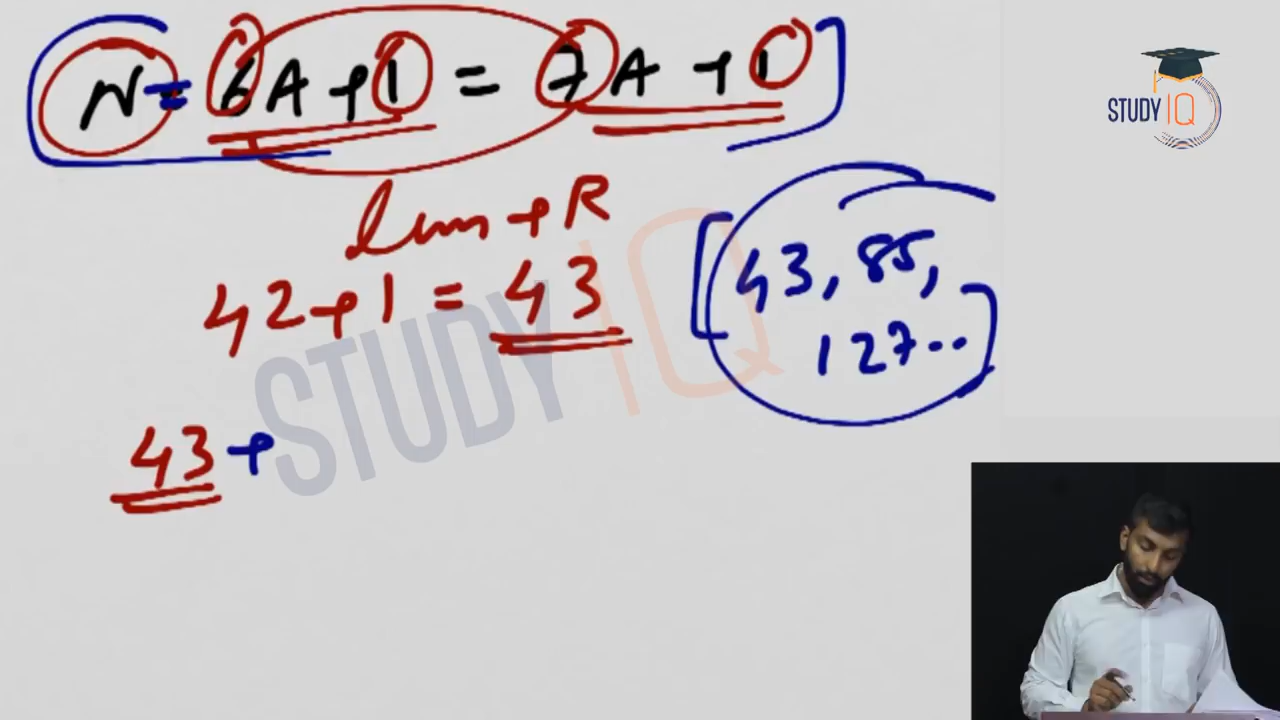 N = 6A + 1 = 7A + 1
STUDY IQ
lcm + R
42 + 1 = 43
43, 85,
127..
STUDY IQ
43 +